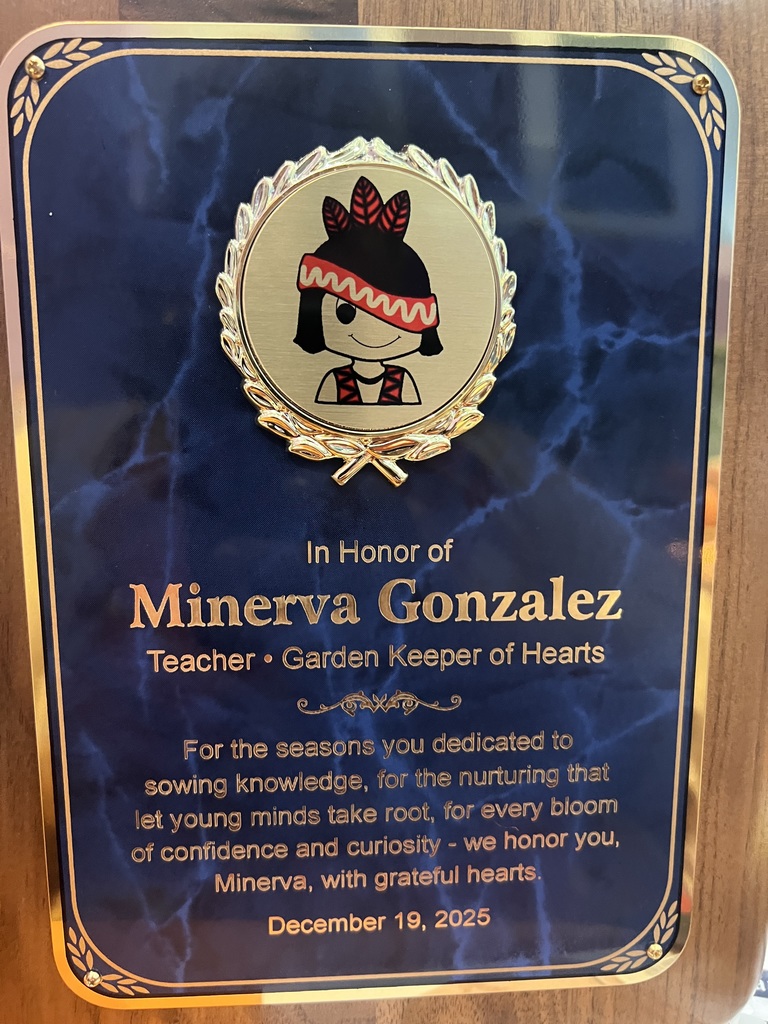 In Honor of
Minerva Gonzalez
Teacher • Garden Keeper of Hearts
For the seasons you dedicated to
sowing knowledge, for the nurturing that
let young minds take root, for every bloom
of confidence and curiosity - we honor you,
Minerva, with grateful hearts.
December 19, 2025